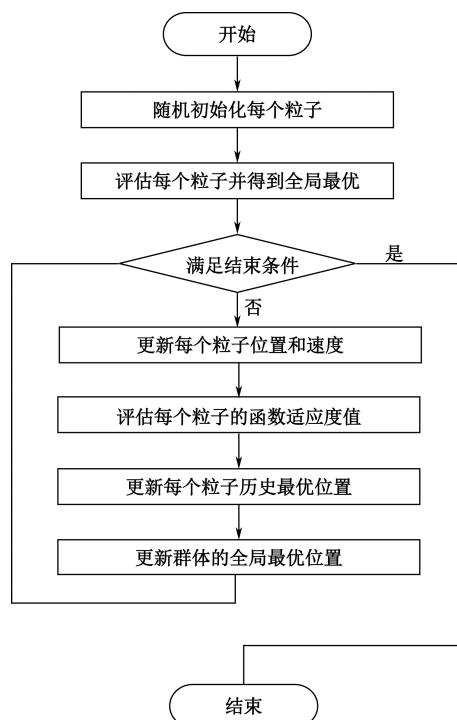 开始
随机初始化每个粒子
评估每个粒子并得到全局最优
满足结束条件
是
否
更新每个粒子位置和速度
评估每个粒子的函数适应度值
更新每个粒子历史最优位置
更新群体的全局最优位置
结束